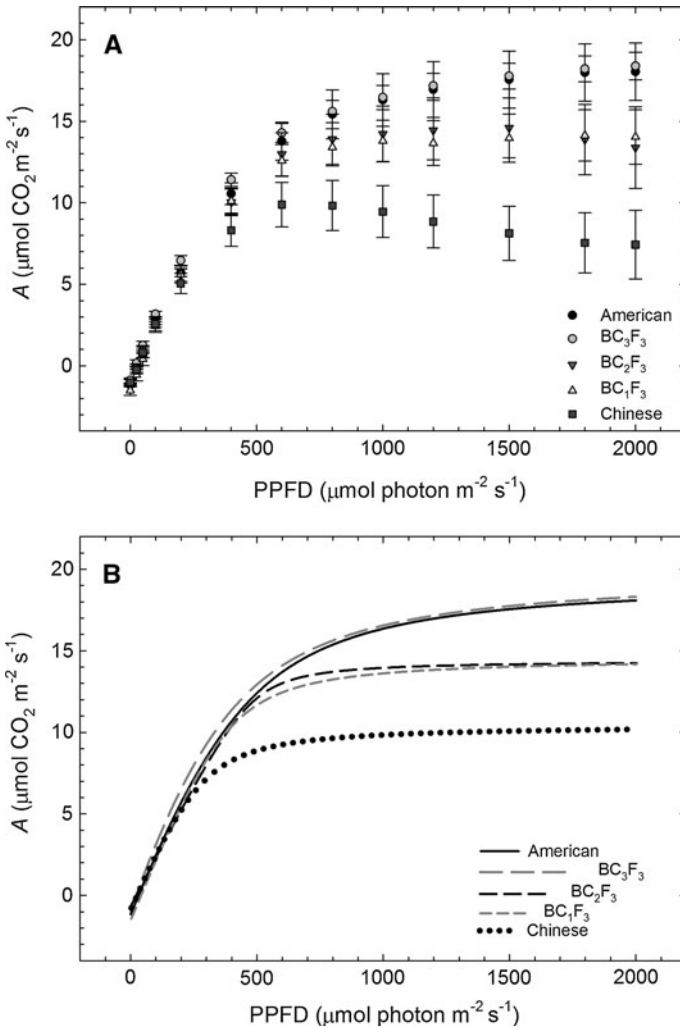 A
20
15
10
5
0
A (μmol CO₂ m⁻² s⁻¹)
American
BC₃F₃
BC₂F₃
BC₁F₃
Chinese
0 500 1000 1500 2000
PPFD (μmol photon m⁻² s⁻¹)
B
20
15
10
5
0
A (μmol CO₂ m⁻² s⁻¹)
American
BC₃F₃
BC₂F₃
BC₁F₃
Chinese
0 500 1000 1500 2000
PPFD (μmol photon m⁻² s⁻¹)